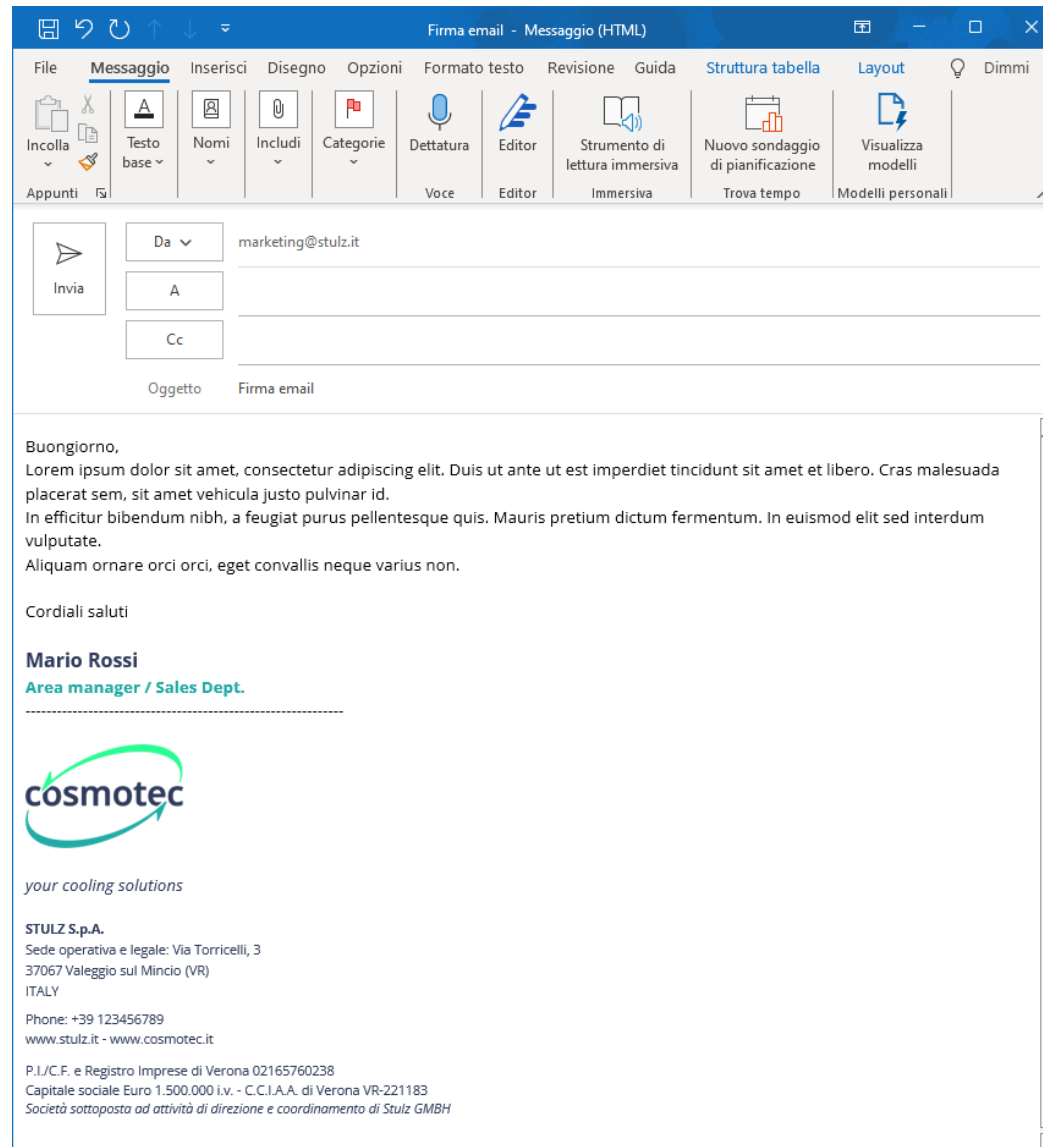 Firma email - Messaggio (HTML)
File Messaggio Inserisci Disegno Opzioni Formato testo Revisione Guida Struttura tabella Layout Dimmi
Incolla
Testo base
Nomi
Includi
Categorie
Dettatura
Editor
Strumento di lettura immersiva
Nuovo sondaggio di pianificazione
Visualizza modelli
Appunti Voce Editor Immersiva Trova tempo Modelli personali
Invia
Da marketing@stulz.it
A
Cc
Oggetto Firma email
Buongiorno,
Lorem ipsum dolor sit amet, consectetur adipiscing elit. Duis ut ante ut est imperdiet tincidunt sit amet et libero. Cras malesuada
placerat sem, sit amet vehicula justo pulvinar id.
In efficitur bibendum nibh, a feugiat purus pellentesque quis. Mauris pretium dictum fermentum. In euismod elit sed interdum
vulputate.
Aliquam ornare orci orci, eget convallis neque varius non.
Cordiali saluti
Mario Rossi
Area manager / Sales Dept.
------------------------------------------------------------
cosmotec
your cooling solutions
STULZ S.p.A.
Sede operativa e legale: Via Torricelli, 3
37067 Valeggio sul Mincio (VR)
ITALY
Phone: +39 123456789
www.stulz.it - www.cosmotec.it
P.I./C.F. e Registro Imprese di Verona 02165760238
Capitale sociale Euro 1.500.000 i.v. - C.C.I.A.A. di Verona VR-221183
Società sottoposta ad attività di direzione e coordinamento di Stulz GMBH